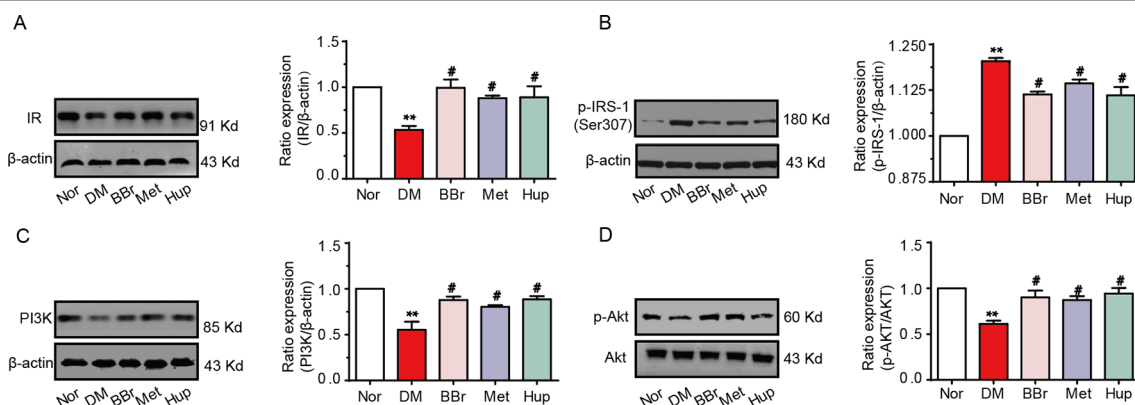 A
IR
91 Kd
β-actin
43 Kd
Nor DM BBr Met Hup
Ratio expression
(IR/β-actin)
1.5
1.0
0.5
0.0
** # # #
Nor DM BBr Met Hup
B
p-IRS-1
(Ser307)
180 Kd
β-actin
43 Kd
Nor DM BBr Met Hup
Ratio expression
(p-IRS-1/β-actin)
1.250
1.125
1.000
0.875
** # # #
Nor DM BBr Met Hup
C
PI3K
85 Kd
β-actin
43 Kd
Nor DM BBr Met Hup
Ratio expression
(PI3K/β-actin)
1.5
1.0
0.5
0.0
** # # #
Nor DM BBr Met Hup
D
p-Akt
60 Kd
Akt
43 Kd
Nor DM BBr Met Hup
Ratio expression
(p-AKT/AKT)
1.5
1.0
0.5
0.0
** # # #
Nor DM BBr Met Hup